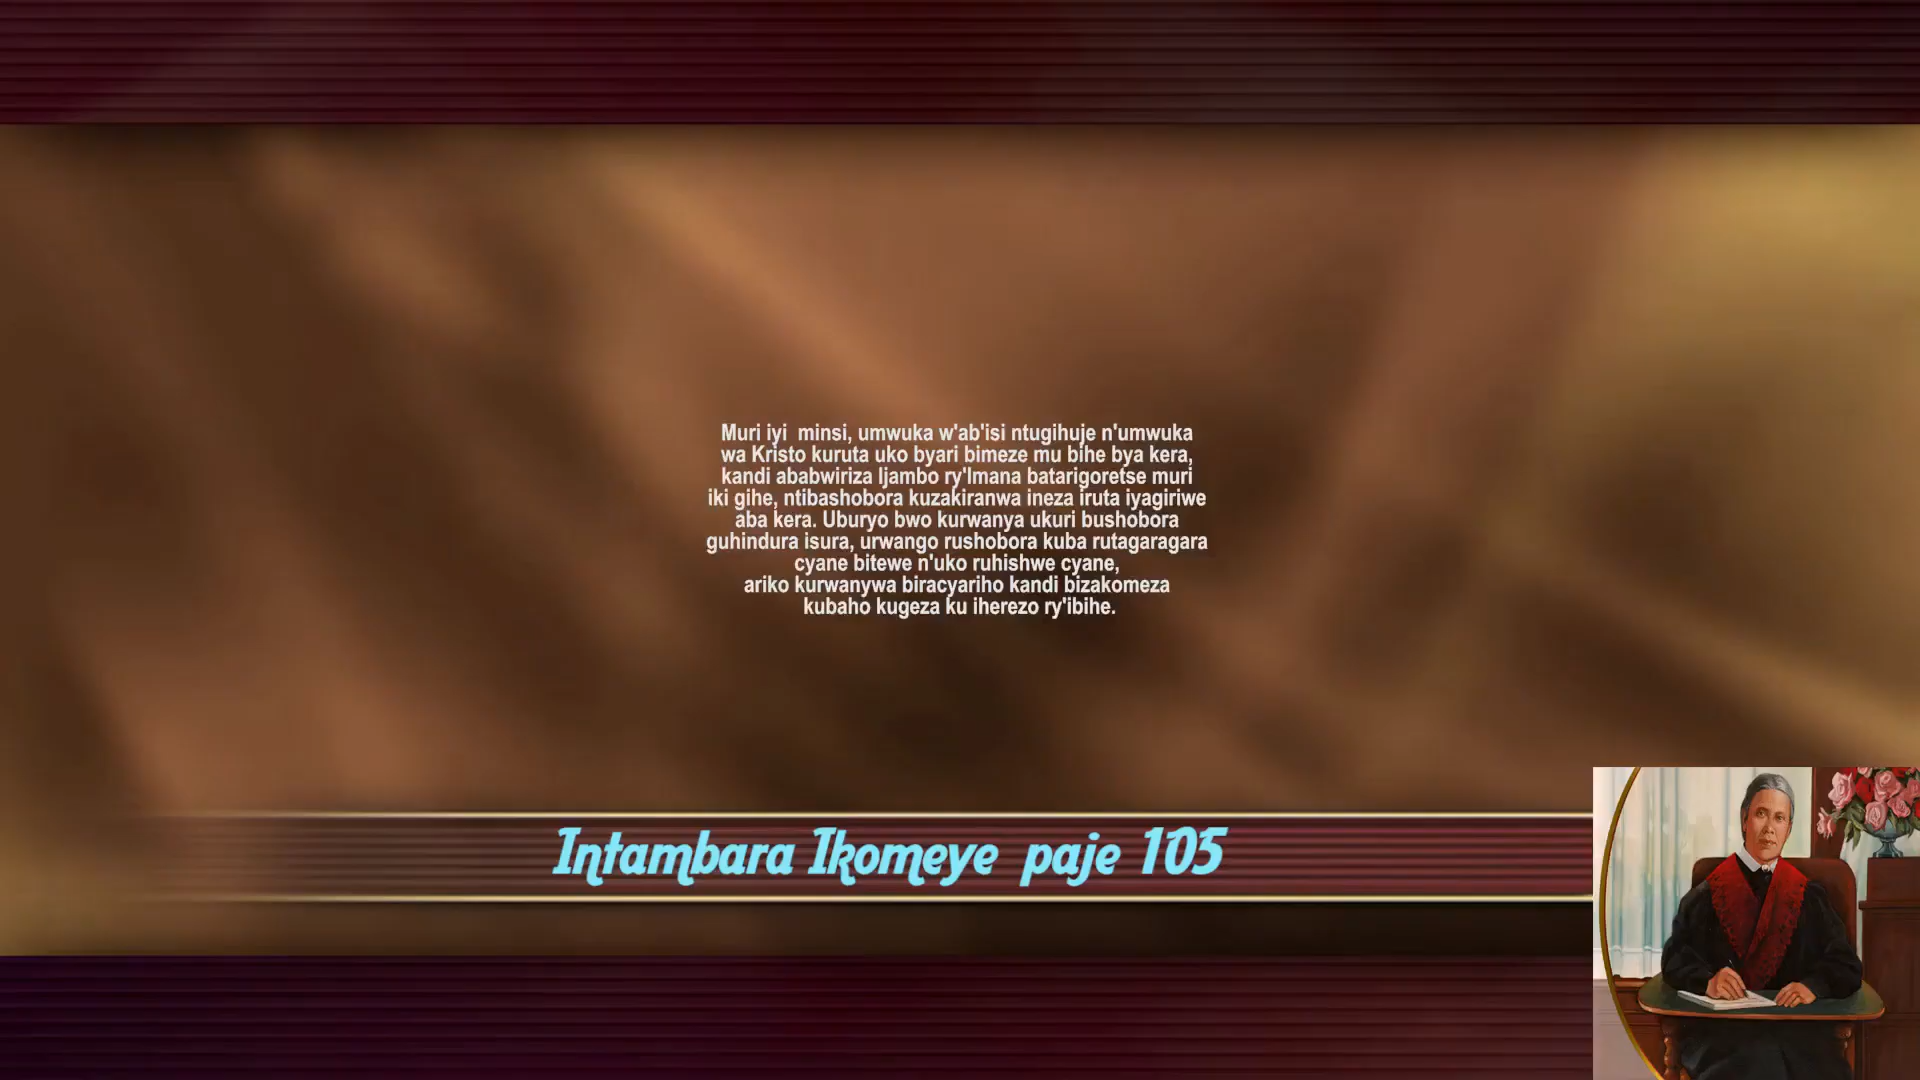 Muri iyi minsi, umwuka w'ab'isi ntugihuje n'umwuka
wa Kristo kuruta uko byari bimeze mu bihe bya kera,
kandi ababwiriza Ijambo ry'Imana batarigoretse muri
iki gihe, ntibashobora kuzakiranwa ineza iruta iyagiriwe
aba kera. Uburyo bwo kurwanya ukuri bushobora
guhindura isura, urwango rushobora kuba rutagaragara
cyane bitewe n'uko ruhishwe cyane,
ariko kurwanywa biracyariho kandi bizakomeza
kubaho kugeza ku iherezo ry'ibihe.
Intambara Ikomeye paje 105